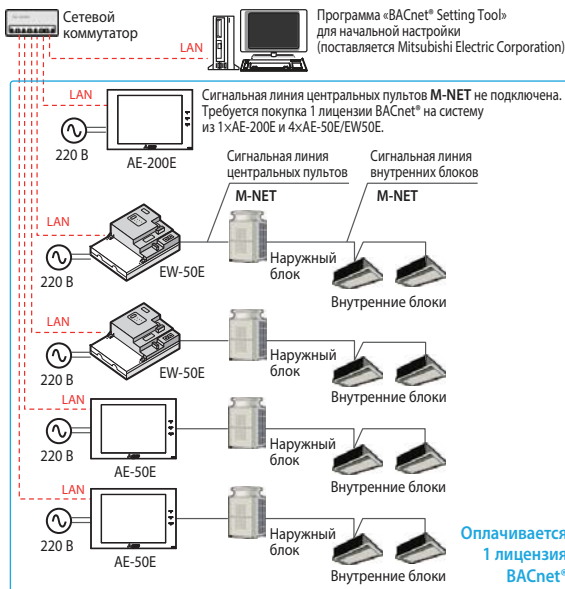 Сетевой
коммутатор
LAN
Программа «BACnet® Setting Tool»
для начальной настройки
(поставляется Mitsubishi Electric Corporation)
LAN
220 В
AE-200E
Сигнальная линия центральных пультов M-NET не подключена.
Требуется покупка 1 лицензии BACnet® на систему
из 1×AE-200E и 4×AE-50E/EW50E.
Сигнальная линия
центральных пультов
M-NET
Сигнальная линия
внутренних блоков
M-NET
LAN
220 В
EW-50E
Наружный
блок
Внутренние блоки
LAN
220 В
EW-50E
Наружный
блок
Внутренние блоки
LAN
220 В
AE-50E
Наружный
блок
Внутренние блоки
LAN
220 В
AE-50E
Наружный
блок
Внутренние блоки
Оплачивается
1 лицензия
BACnet®